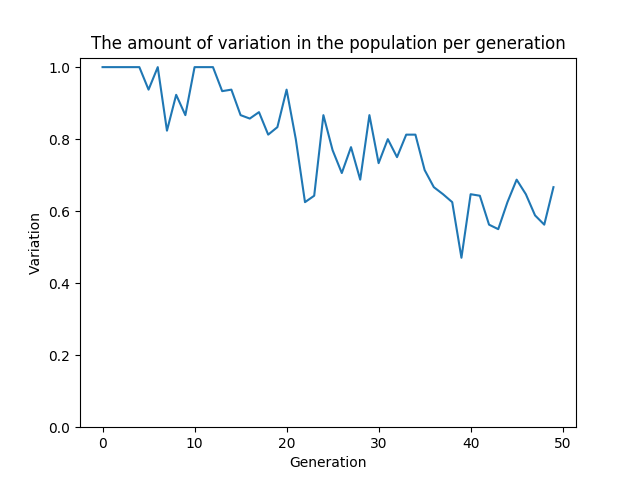 The amount of variation in the population per generation
1.0
0.8
0.6
0.4
0.2
0.0
Variation
0 10 20 30 40 50
Generation